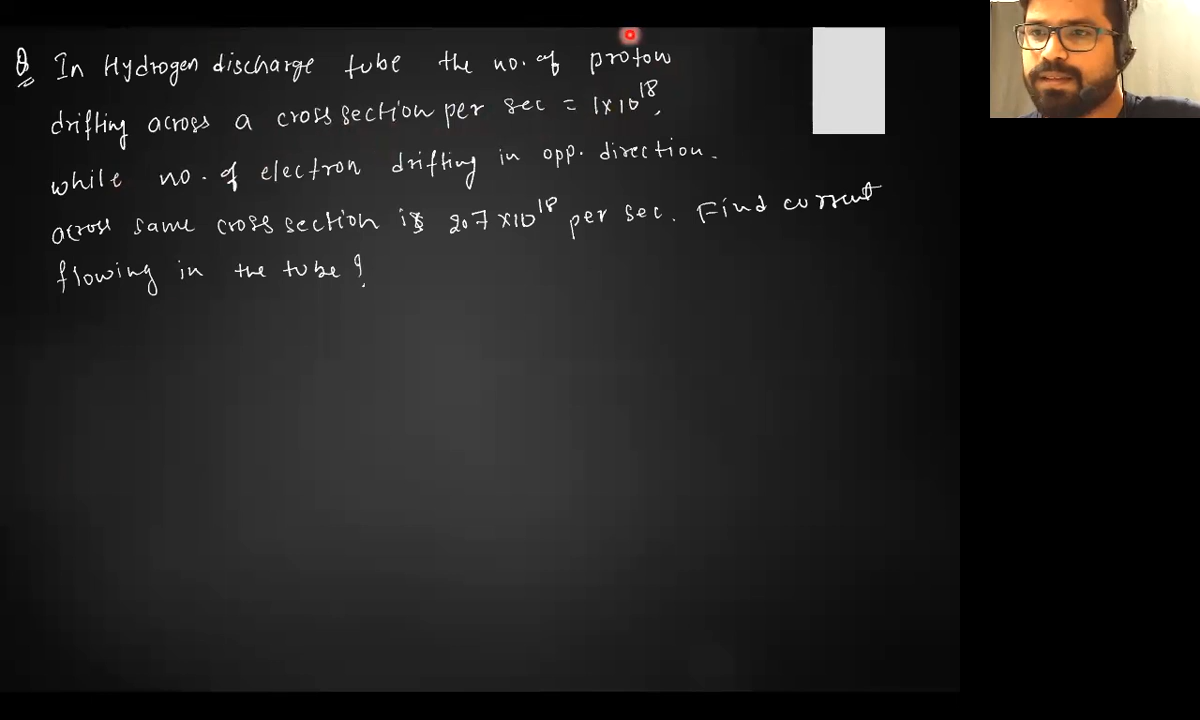 Q In Hydrogen discharge tube the no. of proton
drifting across a cross section per sec = 1×10^18,
while no. of electron drifting in opp. direction.
across same cross section is 2.7 ×10^18 per sec. Find current
flowing in the tube ?